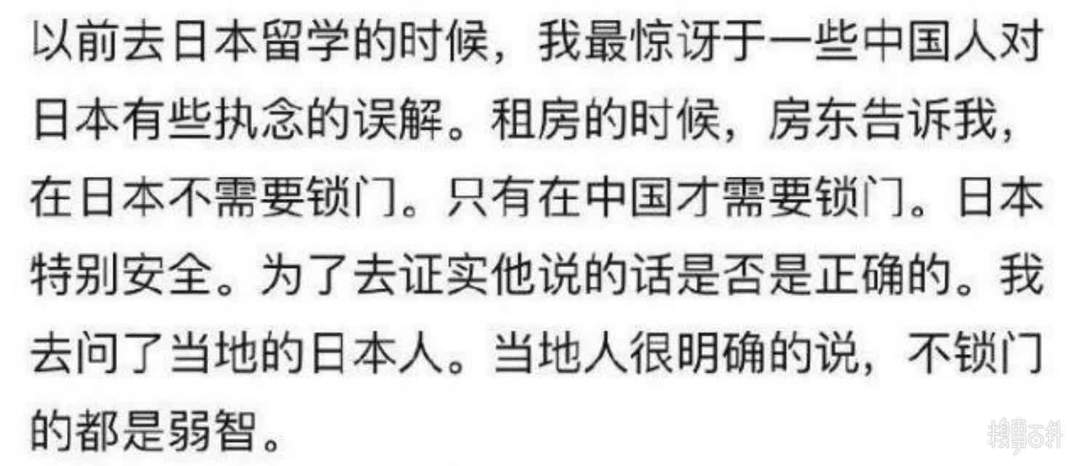 以前去日本留学的时候，我最惊讶于一些中国人对
日本有些执念的误解。租房的时候，房东告诉我，
在日本不需要锁门。只有在中国才需要锁门。日本
特别安全。为了去证实他说的话是否是正确的。我
去问了当地的日本人。当地人很明确的说，不锁门
的都是弱智。